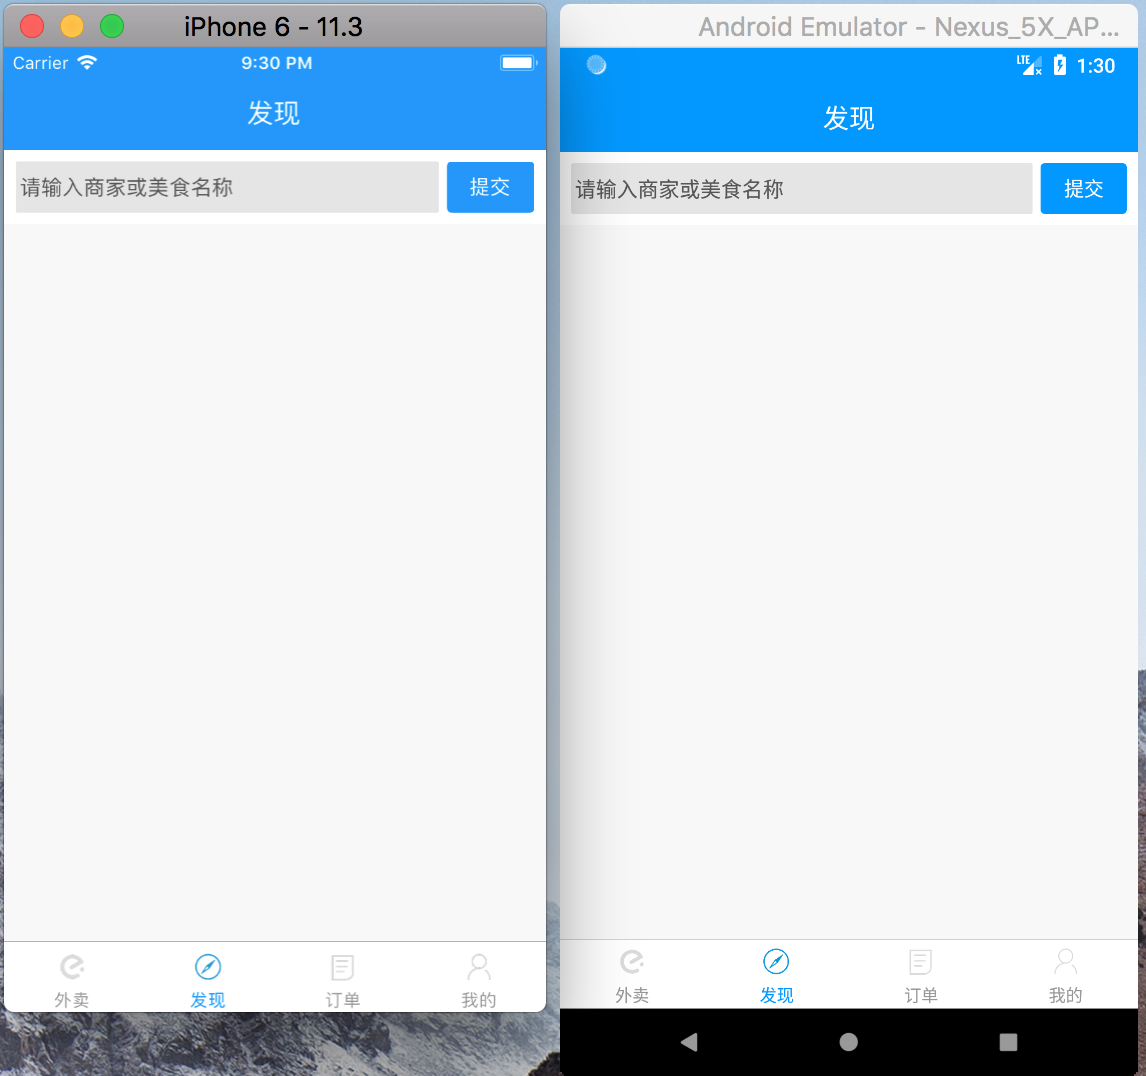 iPhone 6 - 11.3
Carrier 9:30 PM
发现
请输入商家或美食名称 提交
外卖 发现 订单 我的
Android Emulator - Nexus_5X_AP...
LTE 1:30
发现
请输入商家或美食名称 提交
外卖 发现 订单 我的